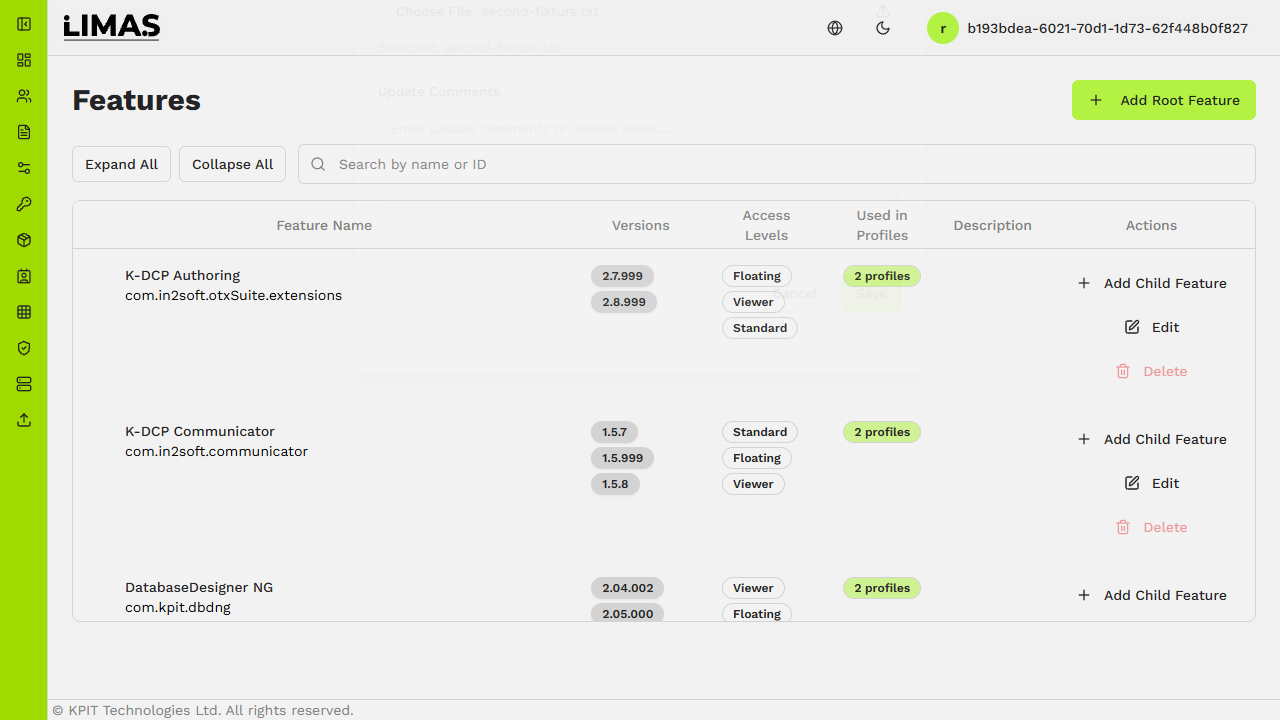 LIMAS
Choose File second-fixture.txt
r b193bdea-6021-70d1-1d73-62f448b0f827
Selected: second-fixture.txt
Features
Update Comments
Add Root Feature
Enter update comments or release notes...
Expand All
Collapse All
Search by name or ID
Feature Name
Versions
Access Levels
Used in Profiles
Description
Actions
K-DCP Authoring
com.in2soft.otxSuite.extensions
2.7.999
2.8.999
Floating
Viewer
Standard
2 profiles
Cancel
Save
Add Child Feature
Edit
Delete
K-DCP Communicator
com.in2soft.communicator
1.5.7
1.5.999
1.5.8
Standard
Floating
Viewer
2 profiles
Add Child Feature
Edit
Delete
DatabaseDesigner NG
com.kpit.dbdng
2.04.002
2.05.000
Viewer
Floating
2 profiles
Add Child Feature
© KPIT Technologies Ltd. All rights reserved.